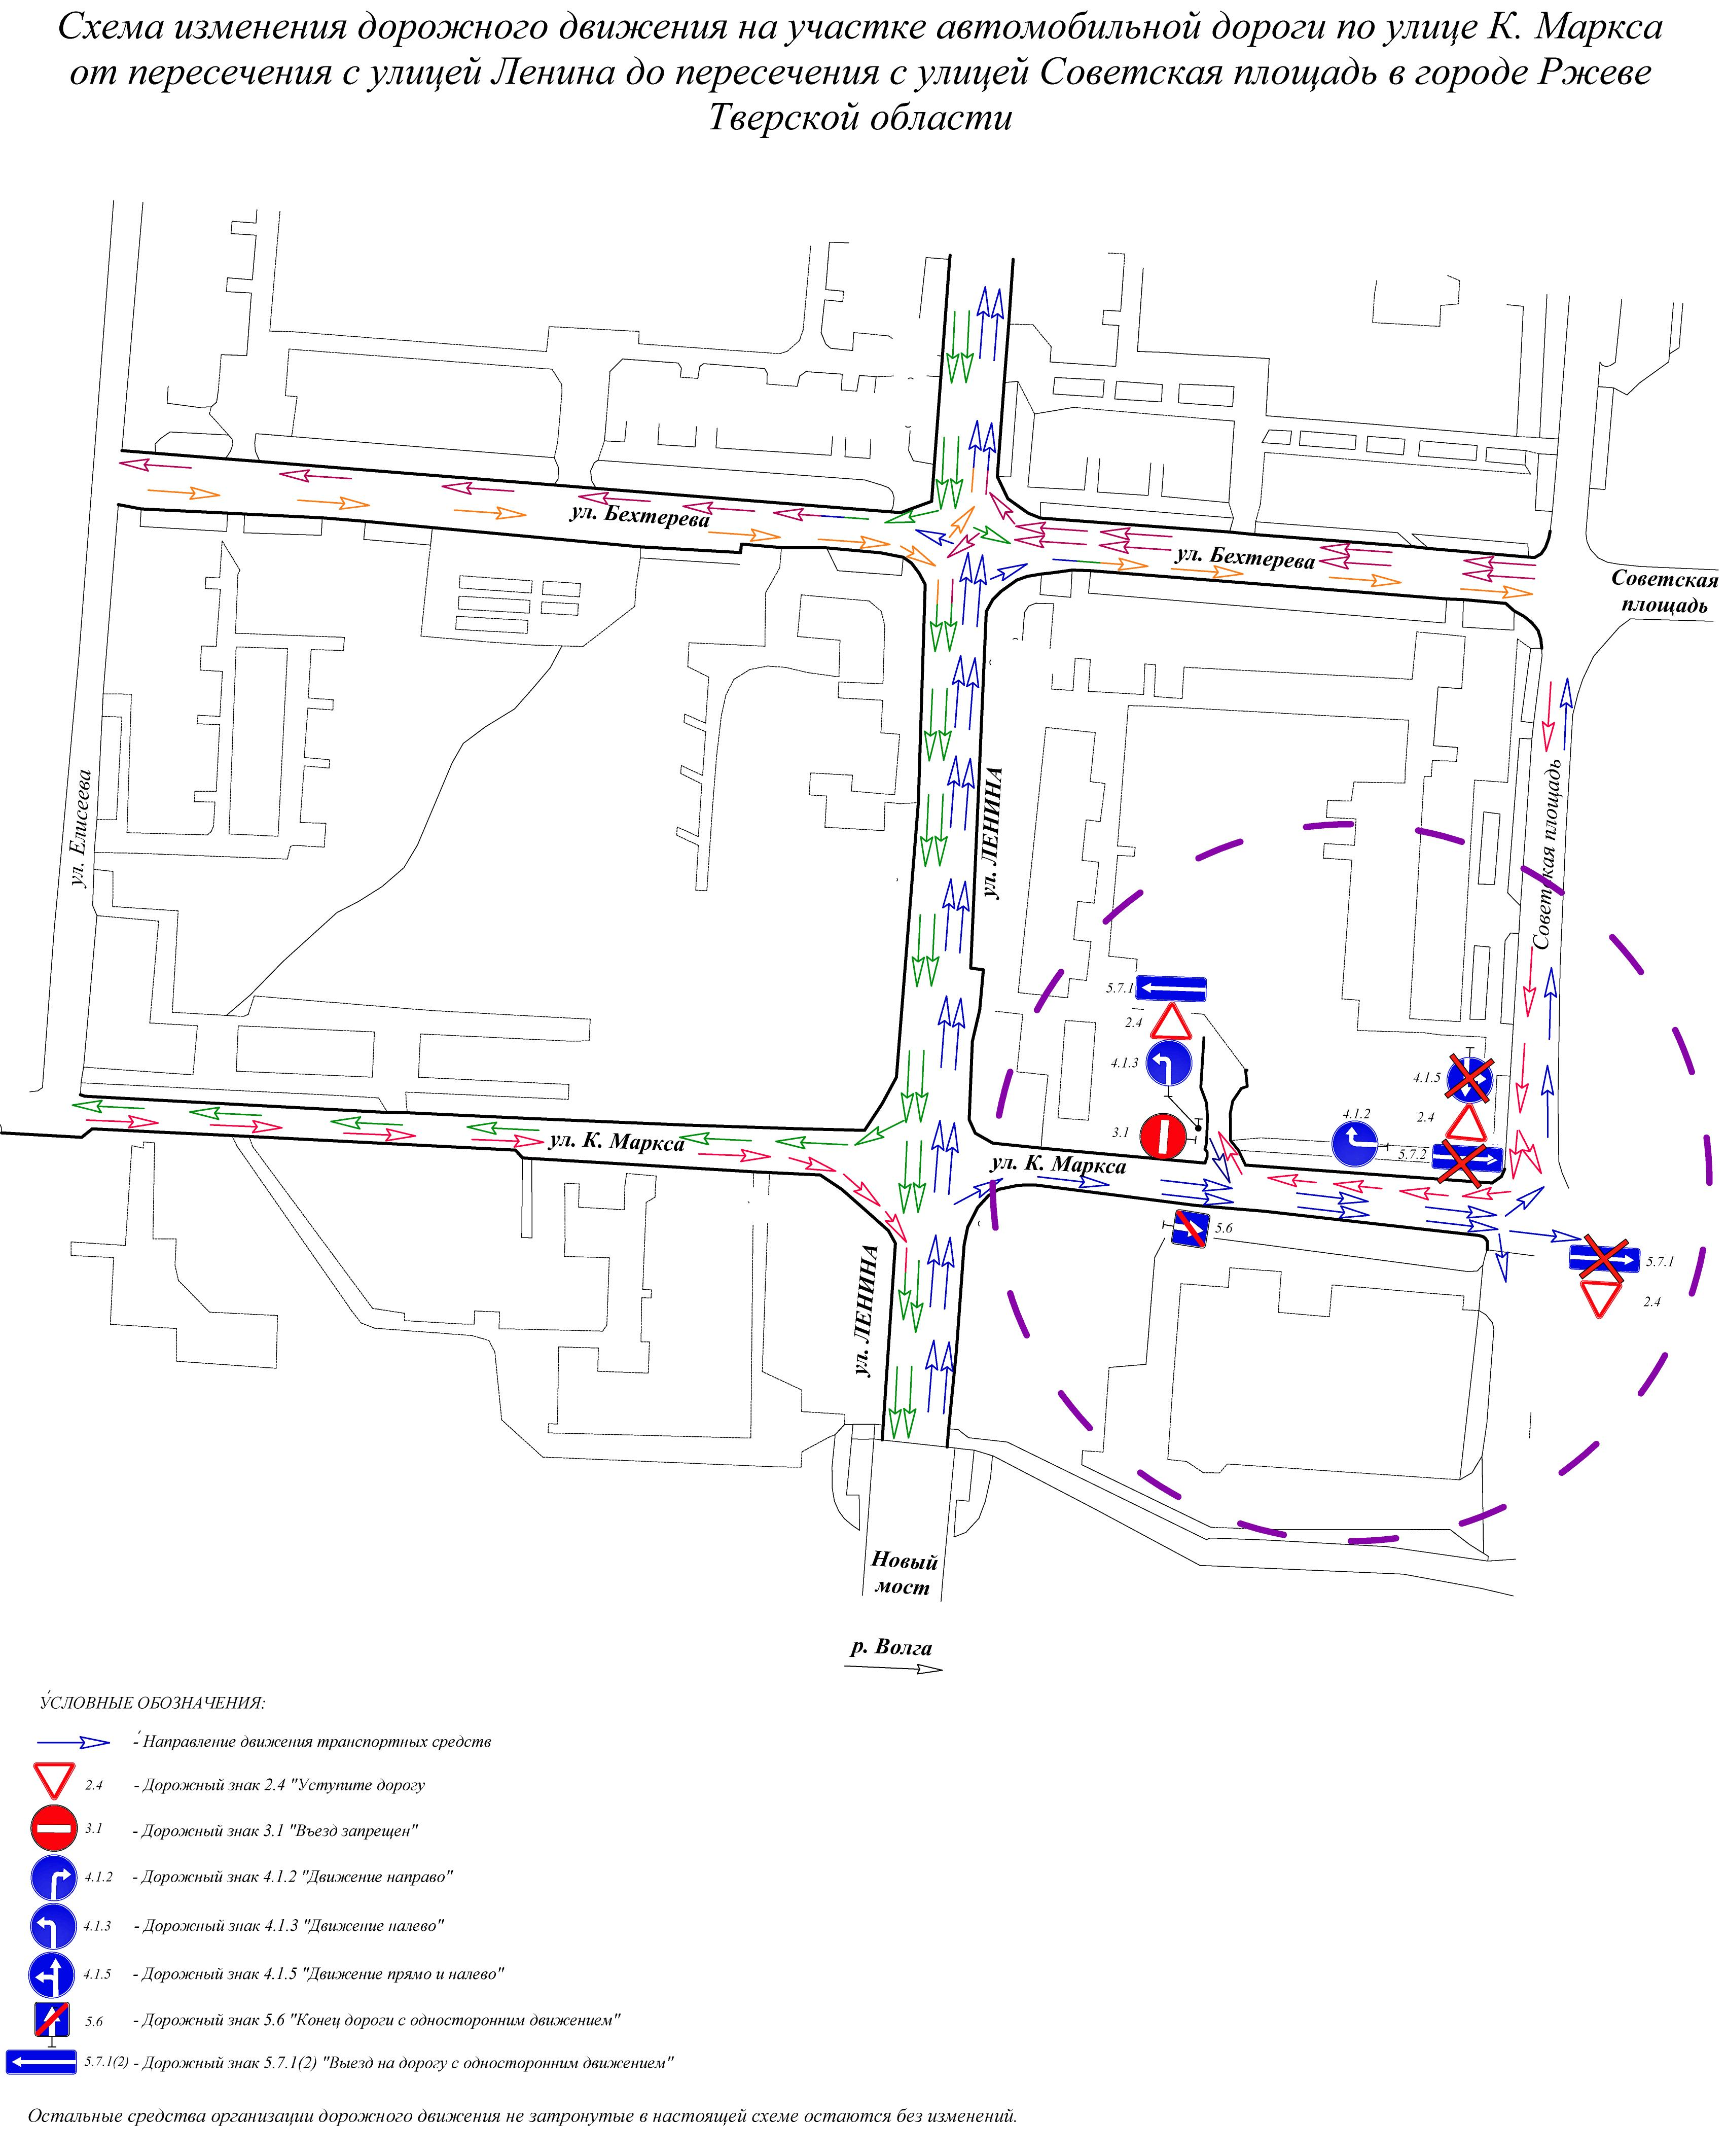 Схема изменения дорожного движения на участке автомобильной дороги по улице К. Маркса
от пересечения с улицей Ленина до пересечения с улицей Советская площадь в городе Ржеве
Тверской области
ул. Бехтерева
ул. Бехтерева
Советская
площадь
ул. Елисеева
ул. ЛЕНИНА
Советская площадь
5.7.1
2.4
4.1.3
3.1
4.1.5
2.4
4.1.2
5.7.2
ул. К. Маркса
ул. К. Маркса
5.6
5.7.1
2.4
ул. ЛЕНИНА
Новый
мост
р. Волга
УСЛОВНЫЕ ОБОЗНАЧЕНИЯ:
- Направление движения транспортных средств
2.4 - Дорожный знак 2.4 "Уступите дорогу
3.1 - Дорожный знак 3.1 "Въезд запрещен"
4.1.2 - Дорожный знак 4.1.2 "Движение направо"
4.1.3 - Дорожный знак 4.1.3 "Движение налево"
4.1.5 - Дорожный знак 4.1.5 "Движение прямо и налево"
5.6 - Дорожный знак 5.6 "Конец дороги с односторонним движением"
5.7.1(2) - Дорожный знак 5.7.1(2) "Выезд на дорогу с односторонним движением"
Остальные средства организации дорожного движения не затронутые в настоящей схеме остаются без изменений.